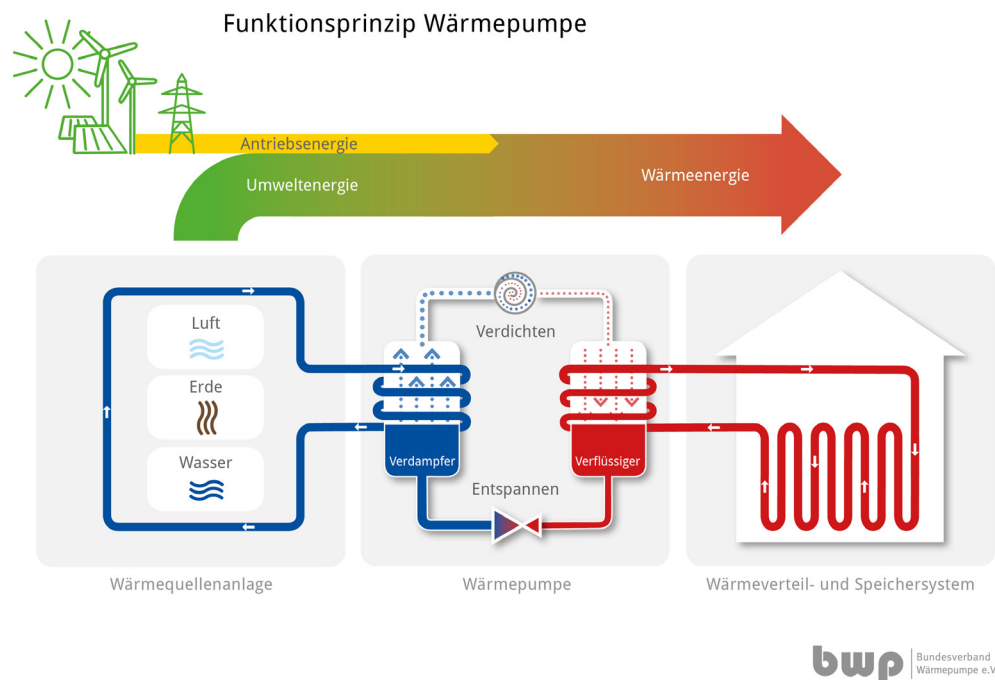 Funktionsprinzip Wärmepumpe
Antriebsenergie
Umweltenergie
Wärmeenergie
Luft
Erde
Wasser
Verdichten
Verdampfer
Verflüssiger
Entspannen
Wärmequellenanlage
Wärmepumpe
Wärmeverteil- und Speichersystem
bwp
Bundesverband
Wärmepumpe e.V.